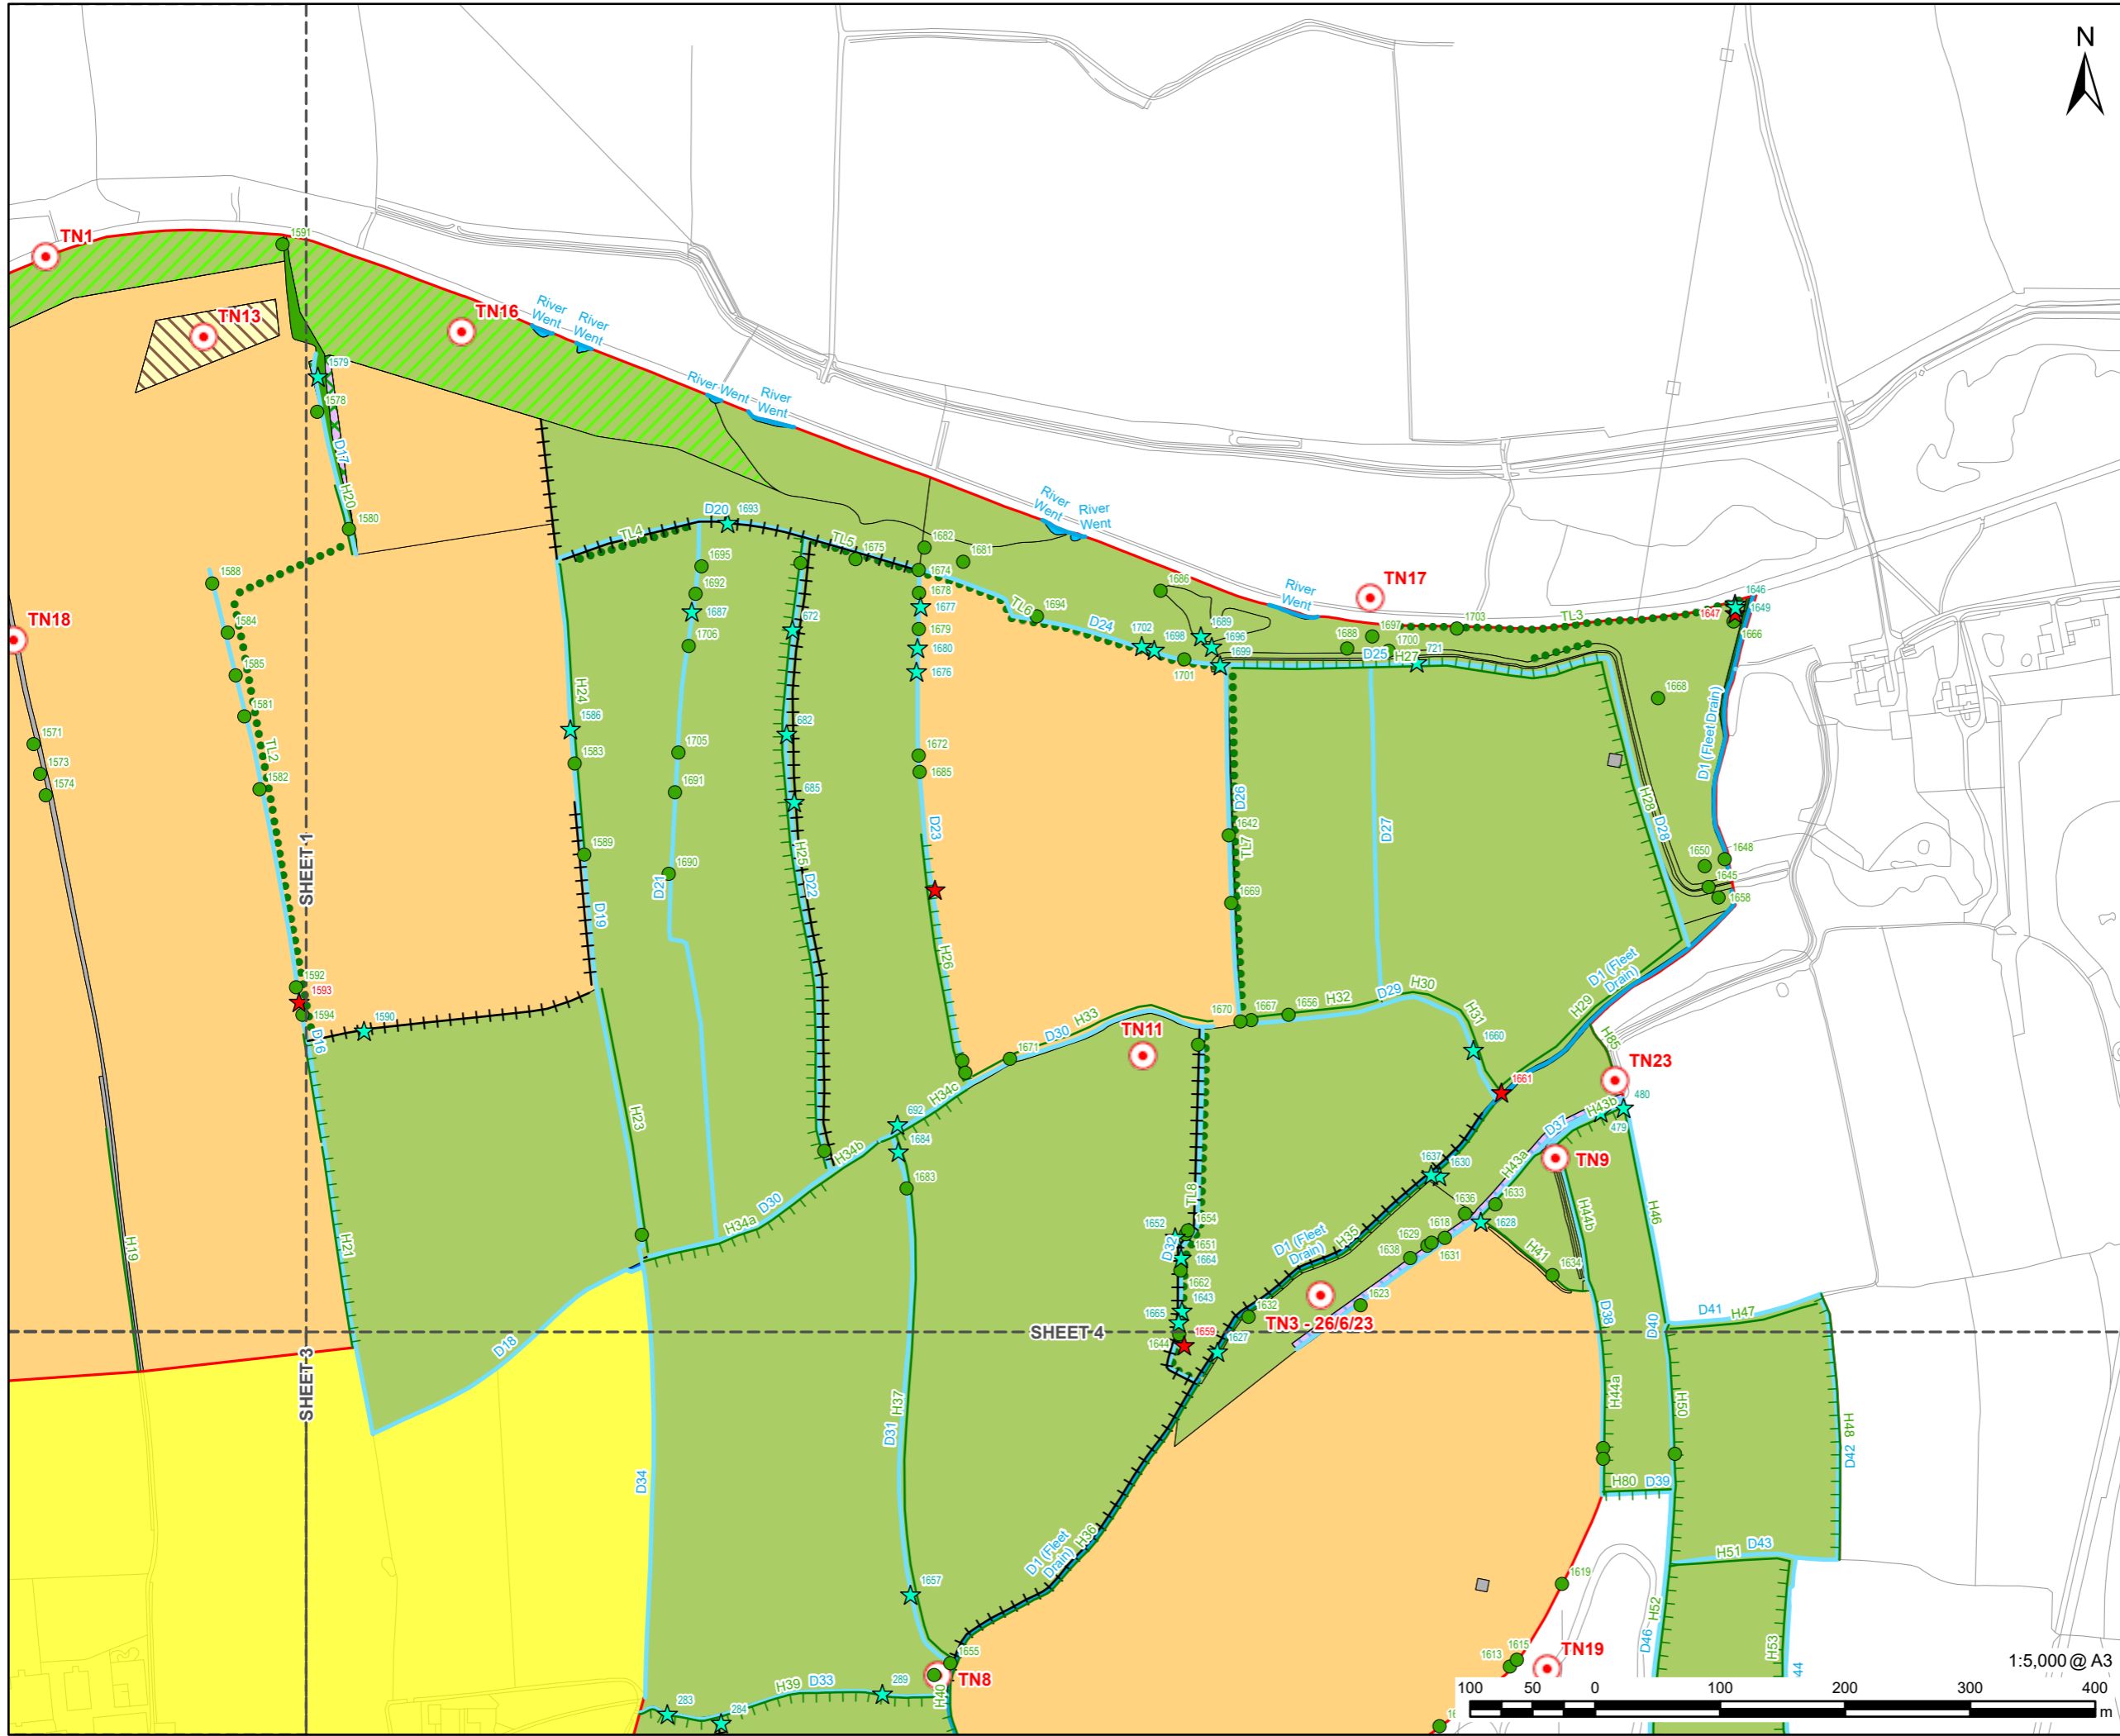 N
TN1
1591
TN13
TN16
River
Went
River
Went
River Went
River
Went
1579
1578
D17
H20
1580
TL4
D20
1693
TL5
1675
1682
1681
1674
1678
1677
1679
1680
1676
River
Went
River
Went
TL6
1694
D24
1686
1702
1698
1689
1696
1699
1701
River
Went
TN17
1697
1688
1700
D25
H27
721
1703
TL3
1646
1647
1649
1666
TN18
1588
1584
1585
1581
TL2
1582
1571
1573
1574
1695
1692
1687
1706
672
682
685
H24
1586
1583
1589
1705
1691
1690
D21
H25
D22
D19
1672
1685
D23
H26
D26
1642
TL7
1669
D27
H28
D28
1668
D1 (Fleet Drain)
1650
1648
1645
1658
SHEET 1
1592
1593
1594
D16
1590
H23
H21
H19
1670
1667
1656
H32
D29
H30
H31
1660
1661
D30
H33
1671
TN11
H34c
692
1684
1683
H34b
D30
H34a
D1 (Fleet
Drain)
H29
H85
TN23
480
479
H43b
D37
TN9
H43a
1637
1630
1636
1633
1618
1629
1628
1638
1631
H41
1634
H44b
H46
TL8
1654
1652
1651
D32
1664
1662
1643
1665
1659
1644
1627
1632
D1 (Fleet
Drain)
H35
1623
TN3 - 26/6/23
SHEET 4
SHEET 3
D18
D34
D31
H37
D38
D40
D41
H47
H44a
H50
H48
D42
H80
D39
H51
D43
D1 (Fleet
Drain)
H36
1657
1655
TN8
H39
D33
289
283
284
H40
1619
1615
1613
TN19
H52
D46
H53
44
1:5,000 @ A3
100
50
0
100
200
300
400
m